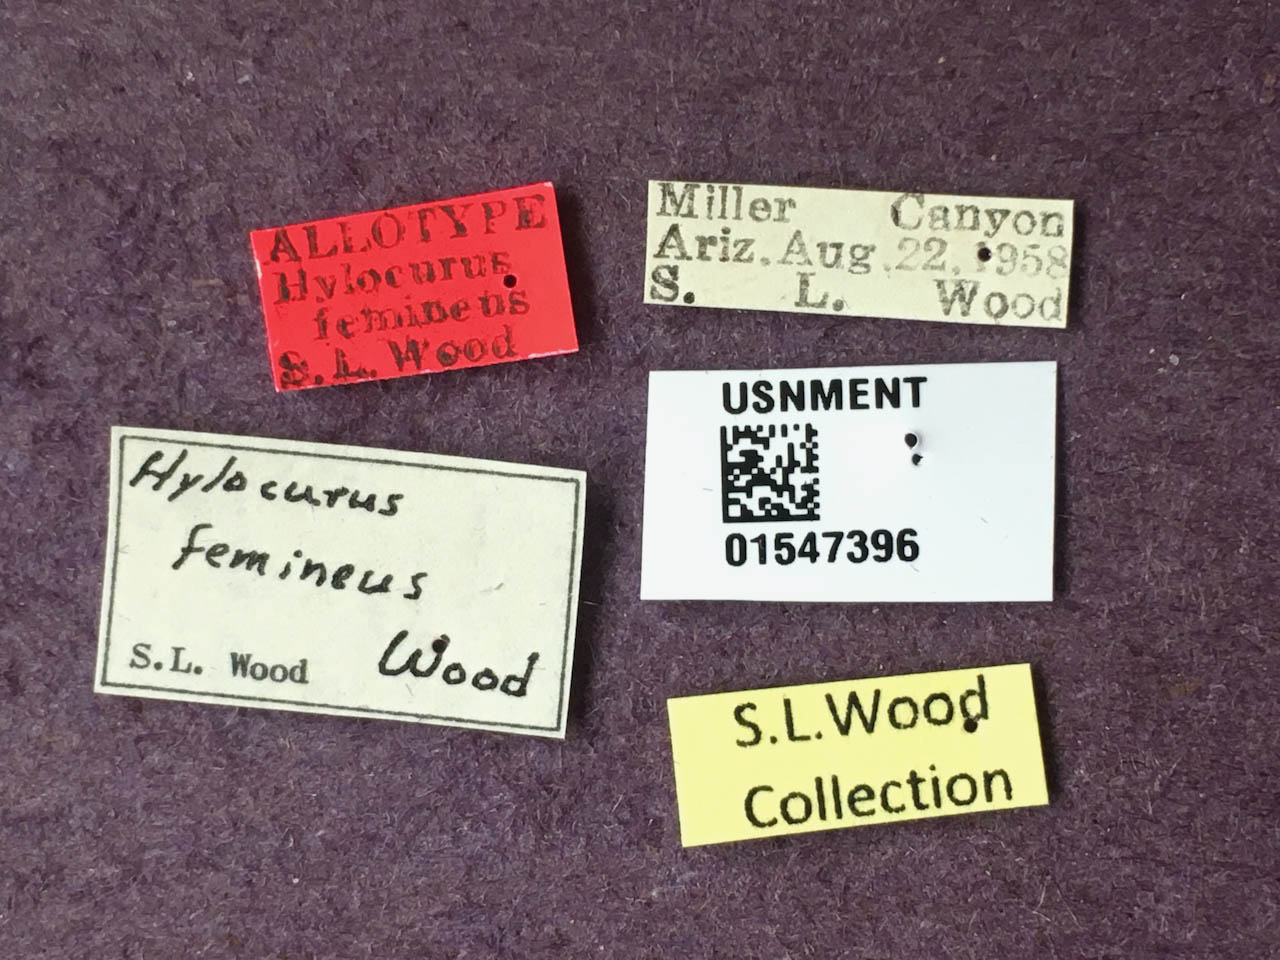 ALLOTYPE
Hylocurus
femineus
S.L. Wood
Miller Canyon
Ariz. Aug. 22, 1958
S. L. Wood
Hylocurus
femineus
Wood
S.L. Wood
USNMENT
01547396
S.L.Wood
Collection